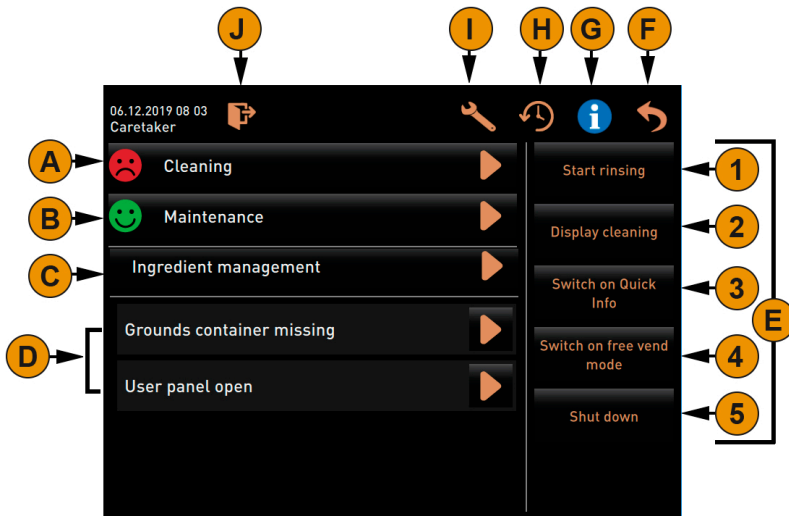 J
I
H
G
F
06.12.2019 08 03
Caretaker
i
A
Cleaning
Start rinsing
1
B
Maintenance
Display cleaning
2
C
Ingredient management
Switch on Quick
Info
3
E
D
Grounds container missing
Switch on free vend
mode
4
User panel open
Shut down
5